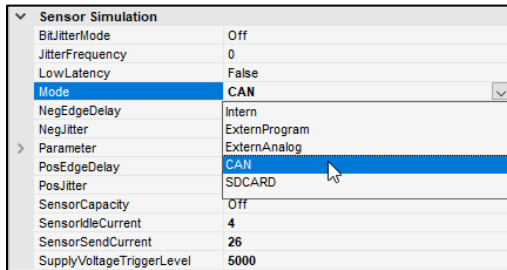 Sensor Simulation
BitJitterMode Off
JitterFrequency 0
LowLatency False
Mode CAN
NegEdgeDelay Intern
NegJitter ExternProgram
Parameter ExternAnalog
PosEdgeDelay CAN
PosJitter SDCARD
SensorCapacity Off
SensorIdleCurrent 4
SensorSendCurrent 26
SupplyVoltageTriggerLevel 5000